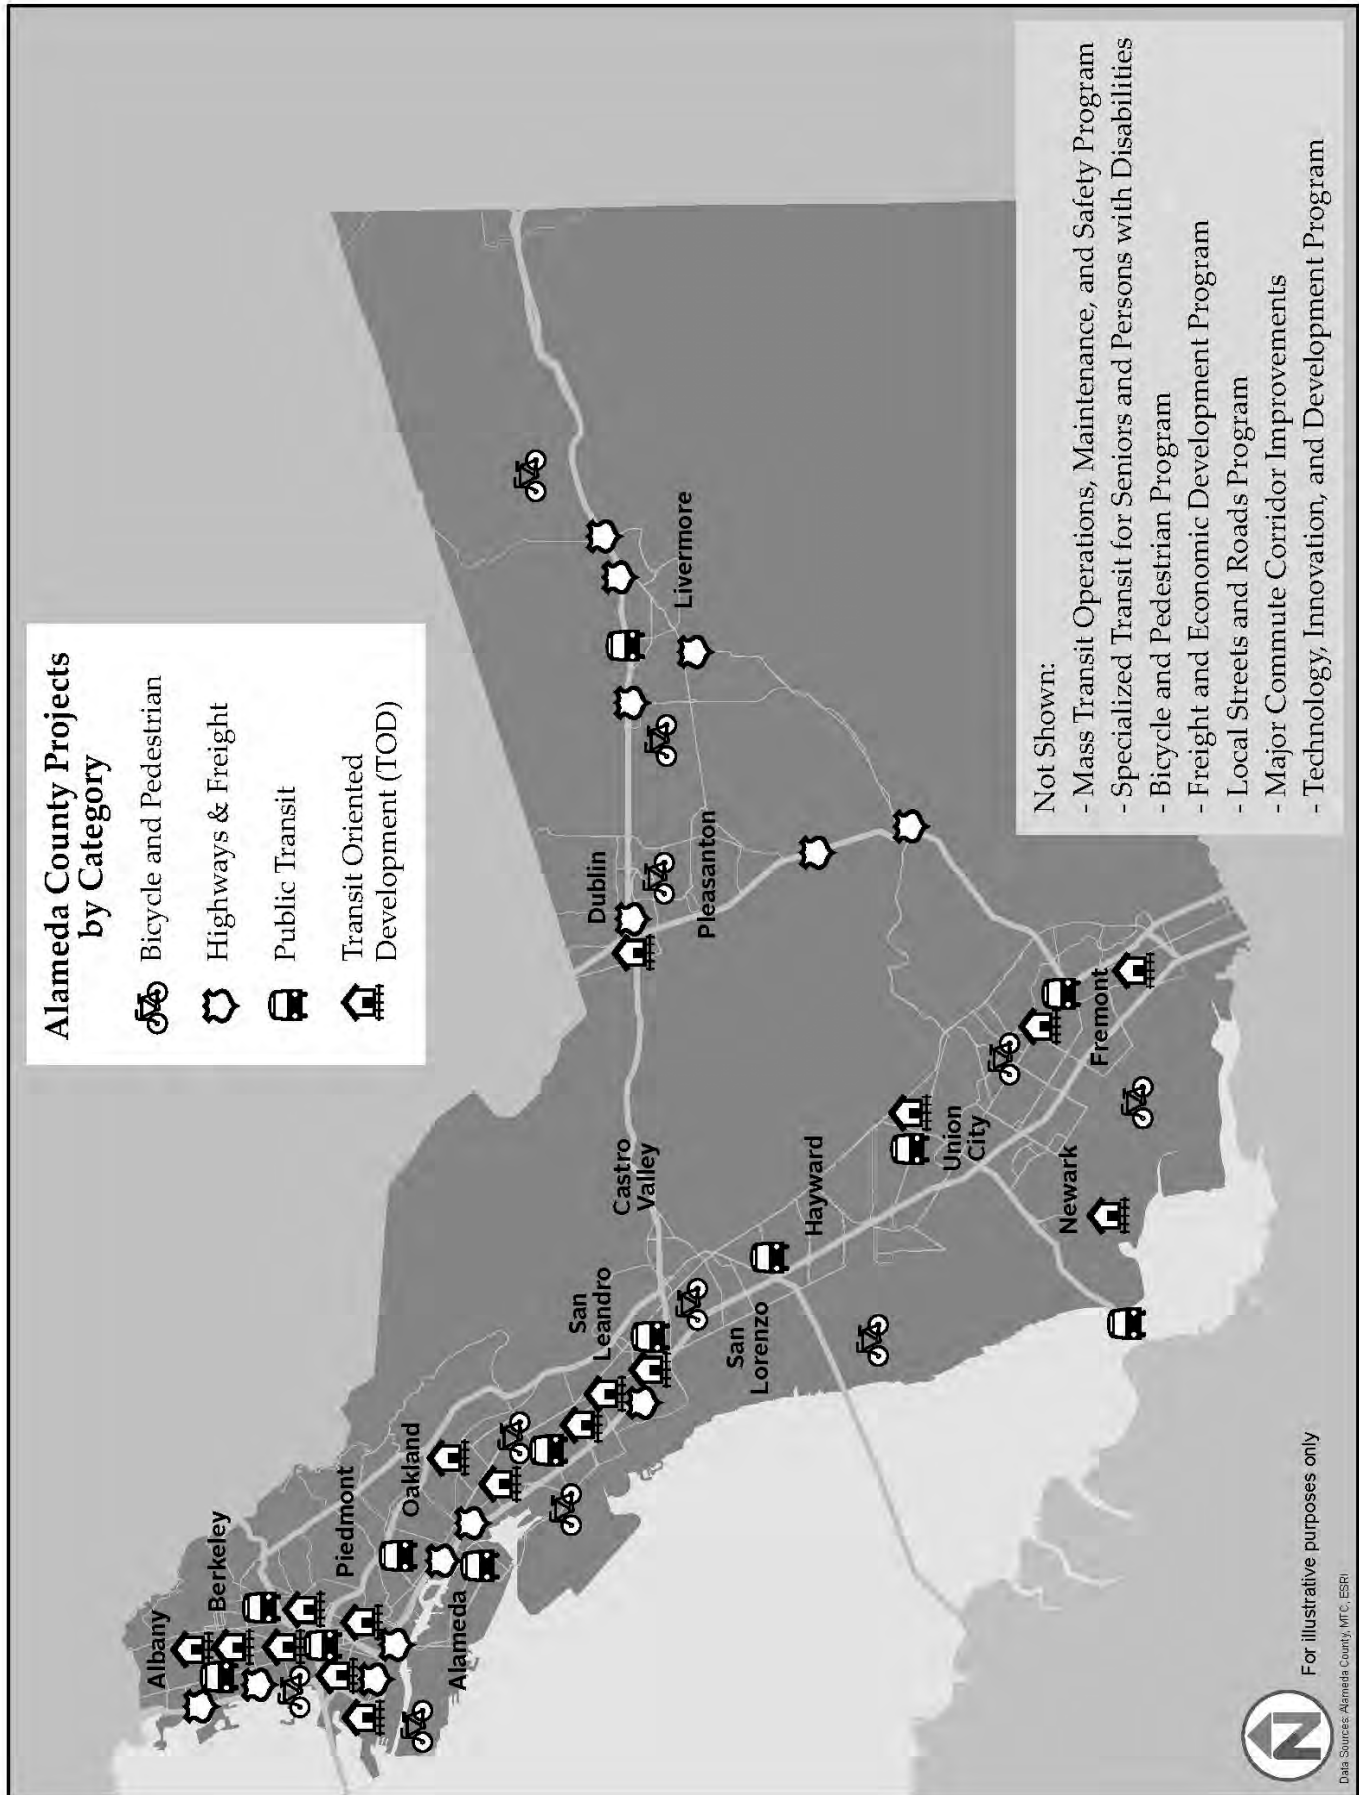 Alameda County Projects
by Category
Bicycle and Pedestrian
Highways & Freight
Public Transit
Transit Oriented
Development (TOD)
Albany
Berkeley
Piedmont
Oakland
Alameda
San
Leandro
San
Lorenzo
Castro
Valley
Hayward
Union
City
Newark
Fremont
Dublin
Pleasanton
Livermore
Not Shown:
- Mass Transit Operations, Maintenance, and Safety Program
- Specialized Transit for Seniors and Persons with Disabilities
- Bicycle and Pedestrian Program
- Freight and Economic Development Program
- Local Streets and Roads Program
- Major Commute Corridor Improvements
- Technology, Innovation, and Development Program
N
For illustrative purposes only
Data Sources: Alameda County, MTC, ESRI